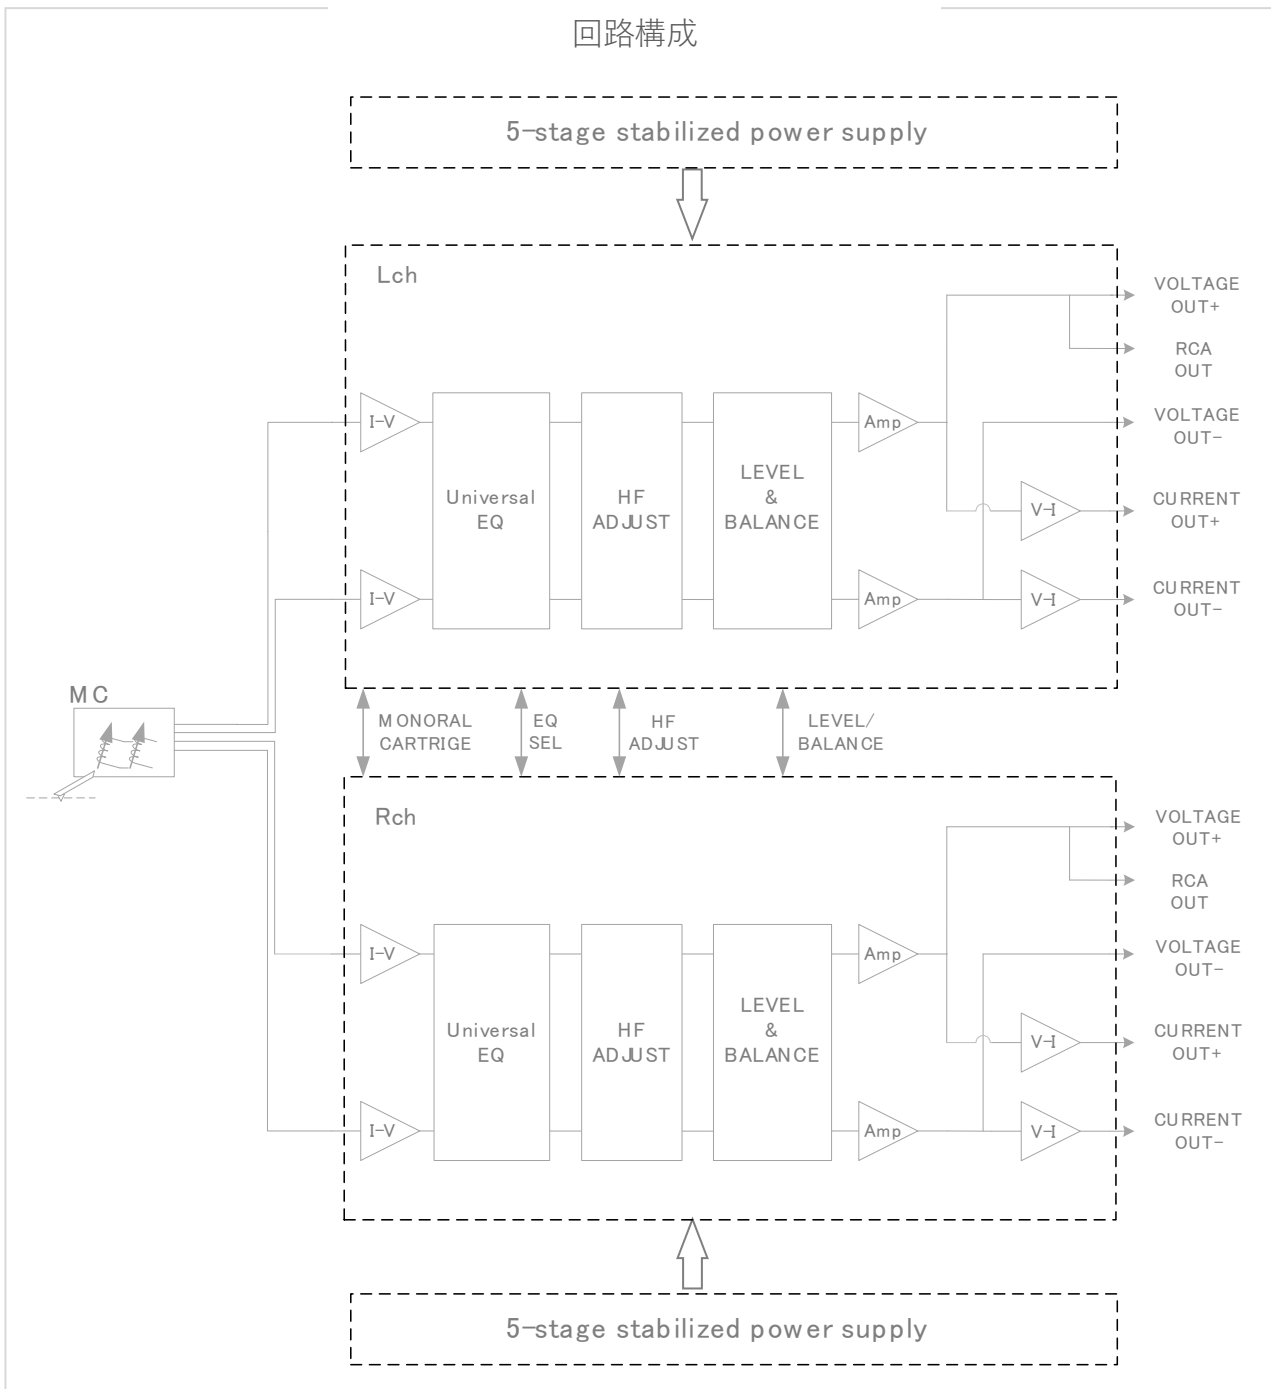 回路構成
5-stage stabilized power supply
Lch
VOLTAGE
OUT+
RCA
OUT
I-V
Amp
VOLTAGE
OUT-
Universal
EQ
HF
ADJUST
LEVEL
&
BALANCE
V-I
CURRENT
OUT+
I-V
Amp
V-I
CURRENT
OUT-
MC
MONORAL
CARTRIGE
EQ
SEL
HF
ADJUST
LEVEL/
BALANCE
Rch
VOLTAGE
OUT+
RCA
OUT
I-V
Amp
VOLTAGE
OUT-
Universal
EQ
HF
ADJUST
LEVEL
&
BALANCE
V-I
CURRENT
OUT+
I-V
Amp
V-I
CURRENT
OUT-
5-stage stabilized power supply